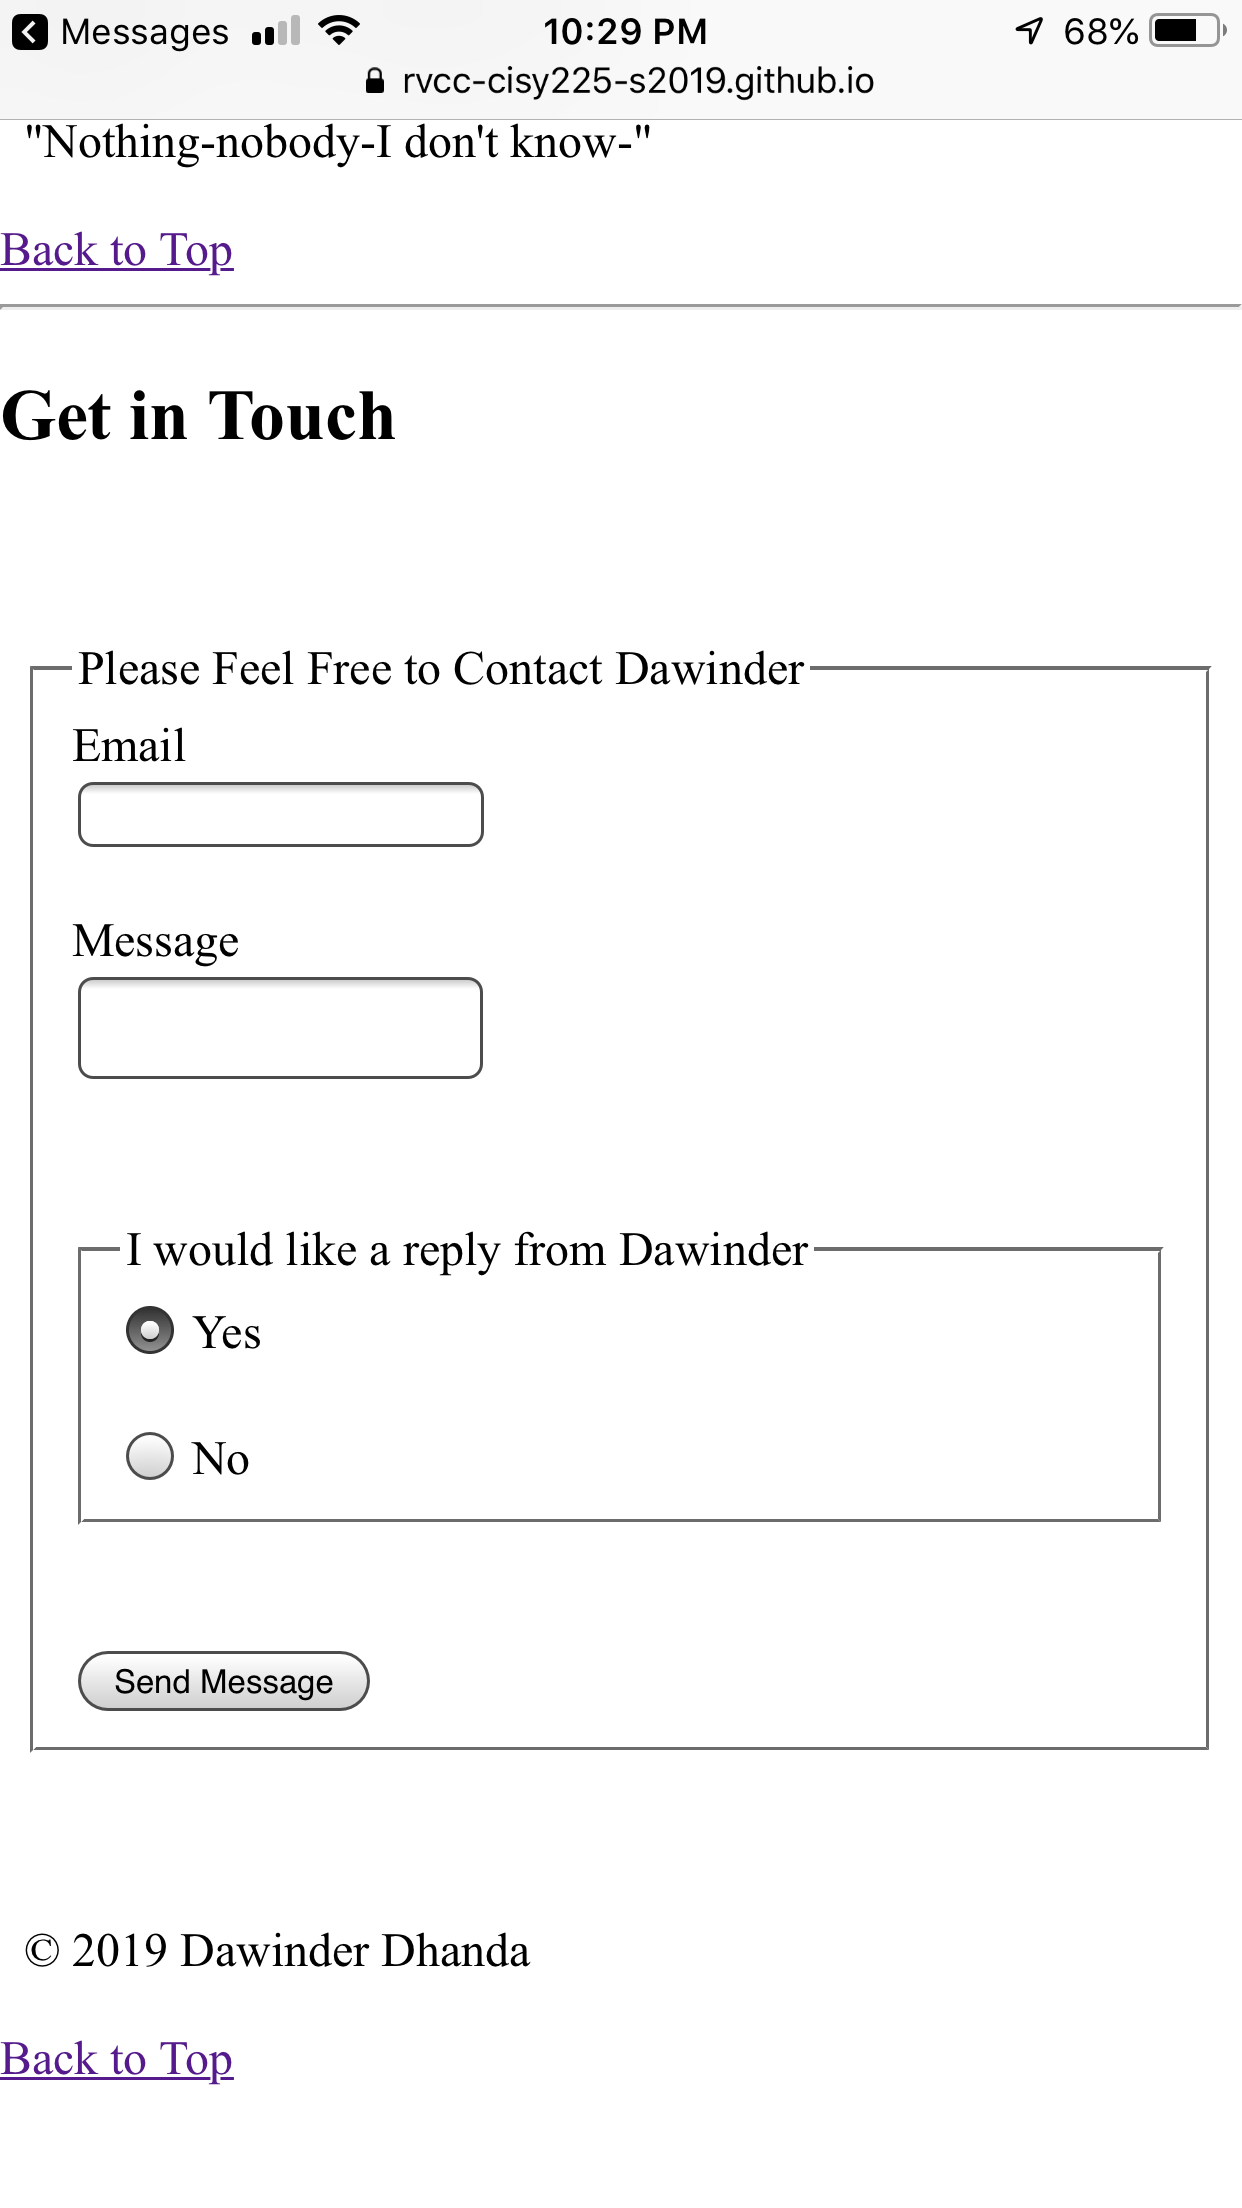 Messages 10:29 PM 68%
rvcc-cisy225-s2019.github.io
"Nothing-nobody-I don't know-"
Back to Top
Get in Touch
Please Feel Free to Contact Dawinder
Email
Message
I would like a reply from Dawinder
Yes
No
Send Message
© 2019 Dawinder Dhanda
Back to Top